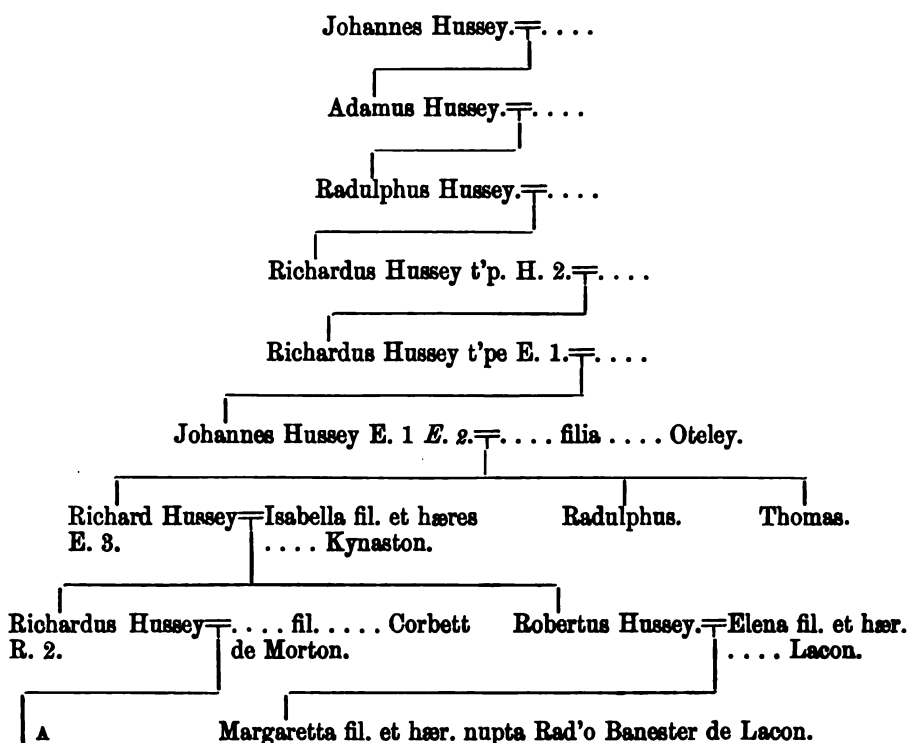 Johannes Hussey.=. . . .
Adamus Hussey.=. . . .
Radulphus Hussey.=. . . .
Richardus Hussey t'p. H. 2.=. . . .
Richardus Hussey t'pe E. 1.=. . . .
Johannes Hussey E. 1 E. 2.=. . . . filia . . . . Oteley.
Richard Hussey=Isabella fil. et hæres Radulphus. Thomas.
E. 3. . . . . Kynaston.
Richardus Hussey=. . . . fil. . . . . Corbett Robertus Hussey.=Elena fil. et hær.
R. 2. de Morton. . . . . Lacon.
A Margaretta fil. et hær. nupta Rad'o Banester de Lacon.